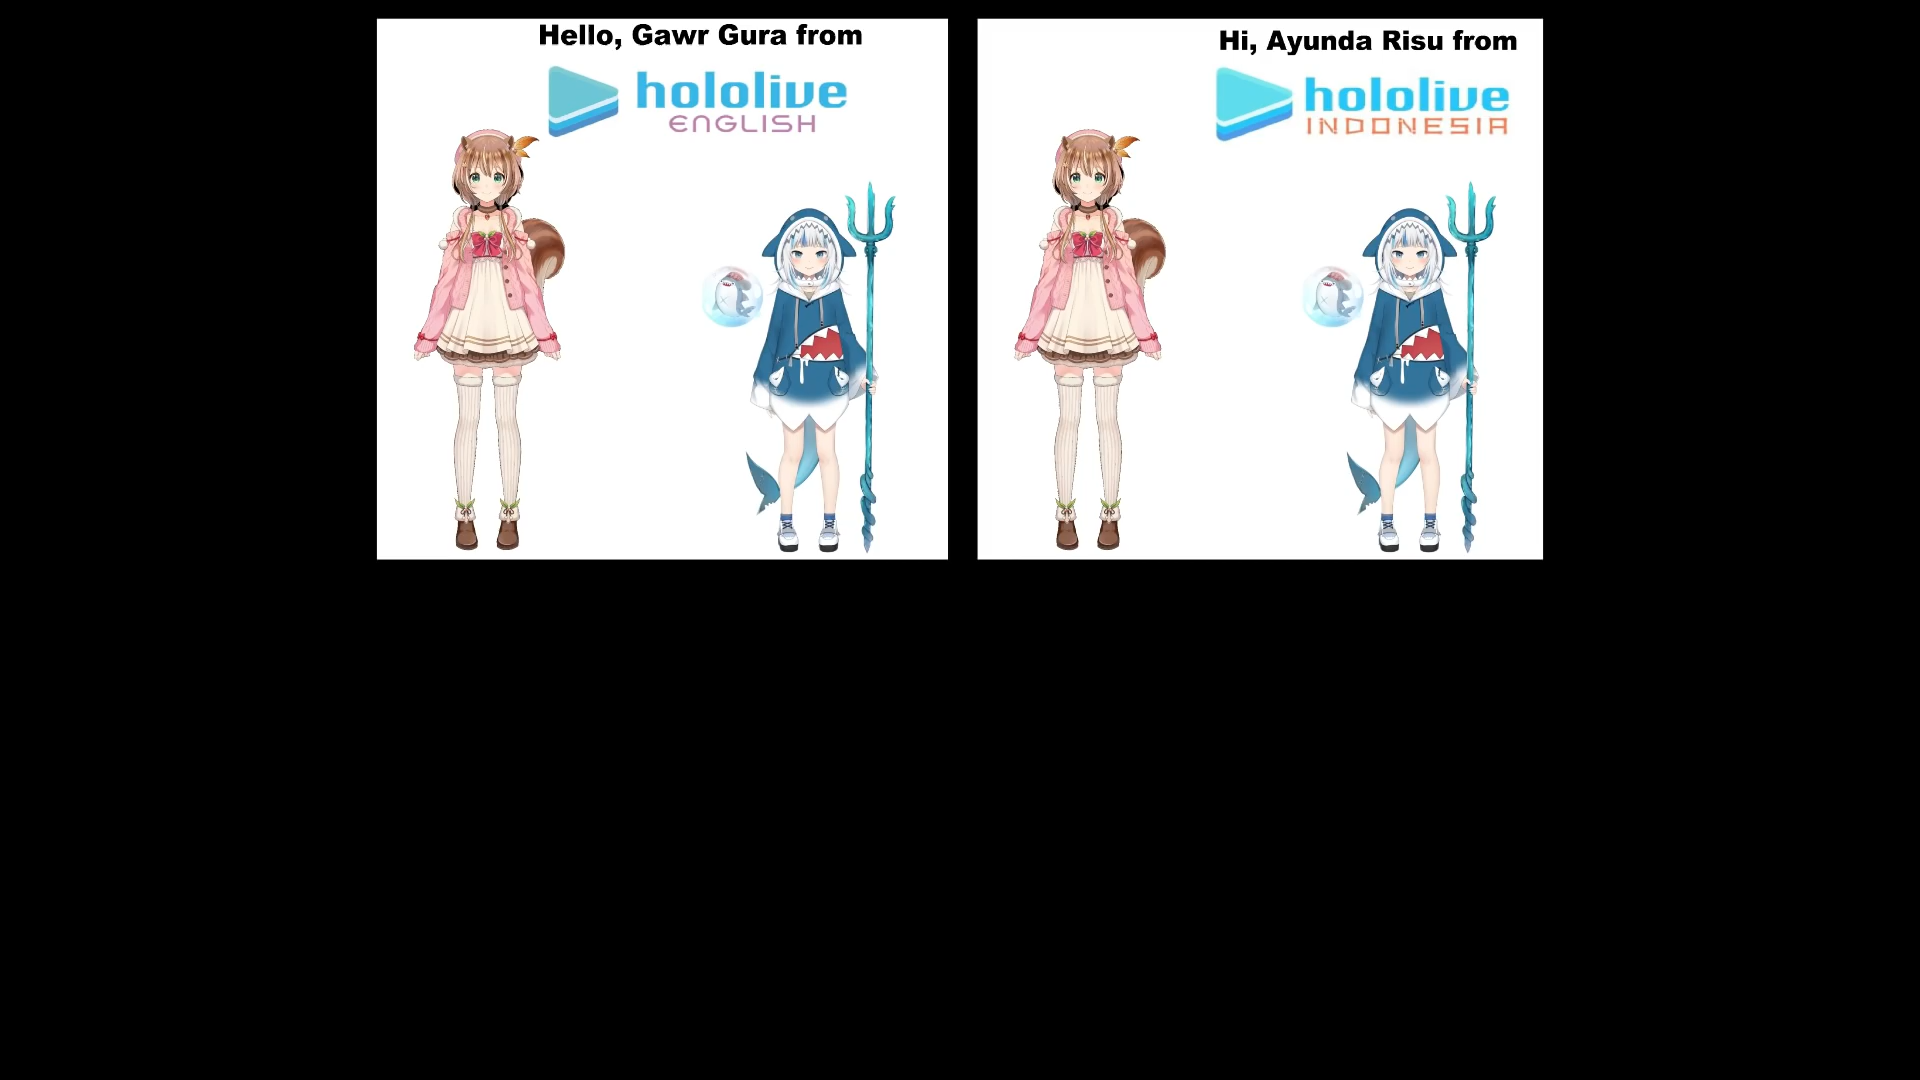 Hello, Gawr Gura from
hololive
ENGLISH
Hi, Ayunda Risu from
hololive
INDONESIA